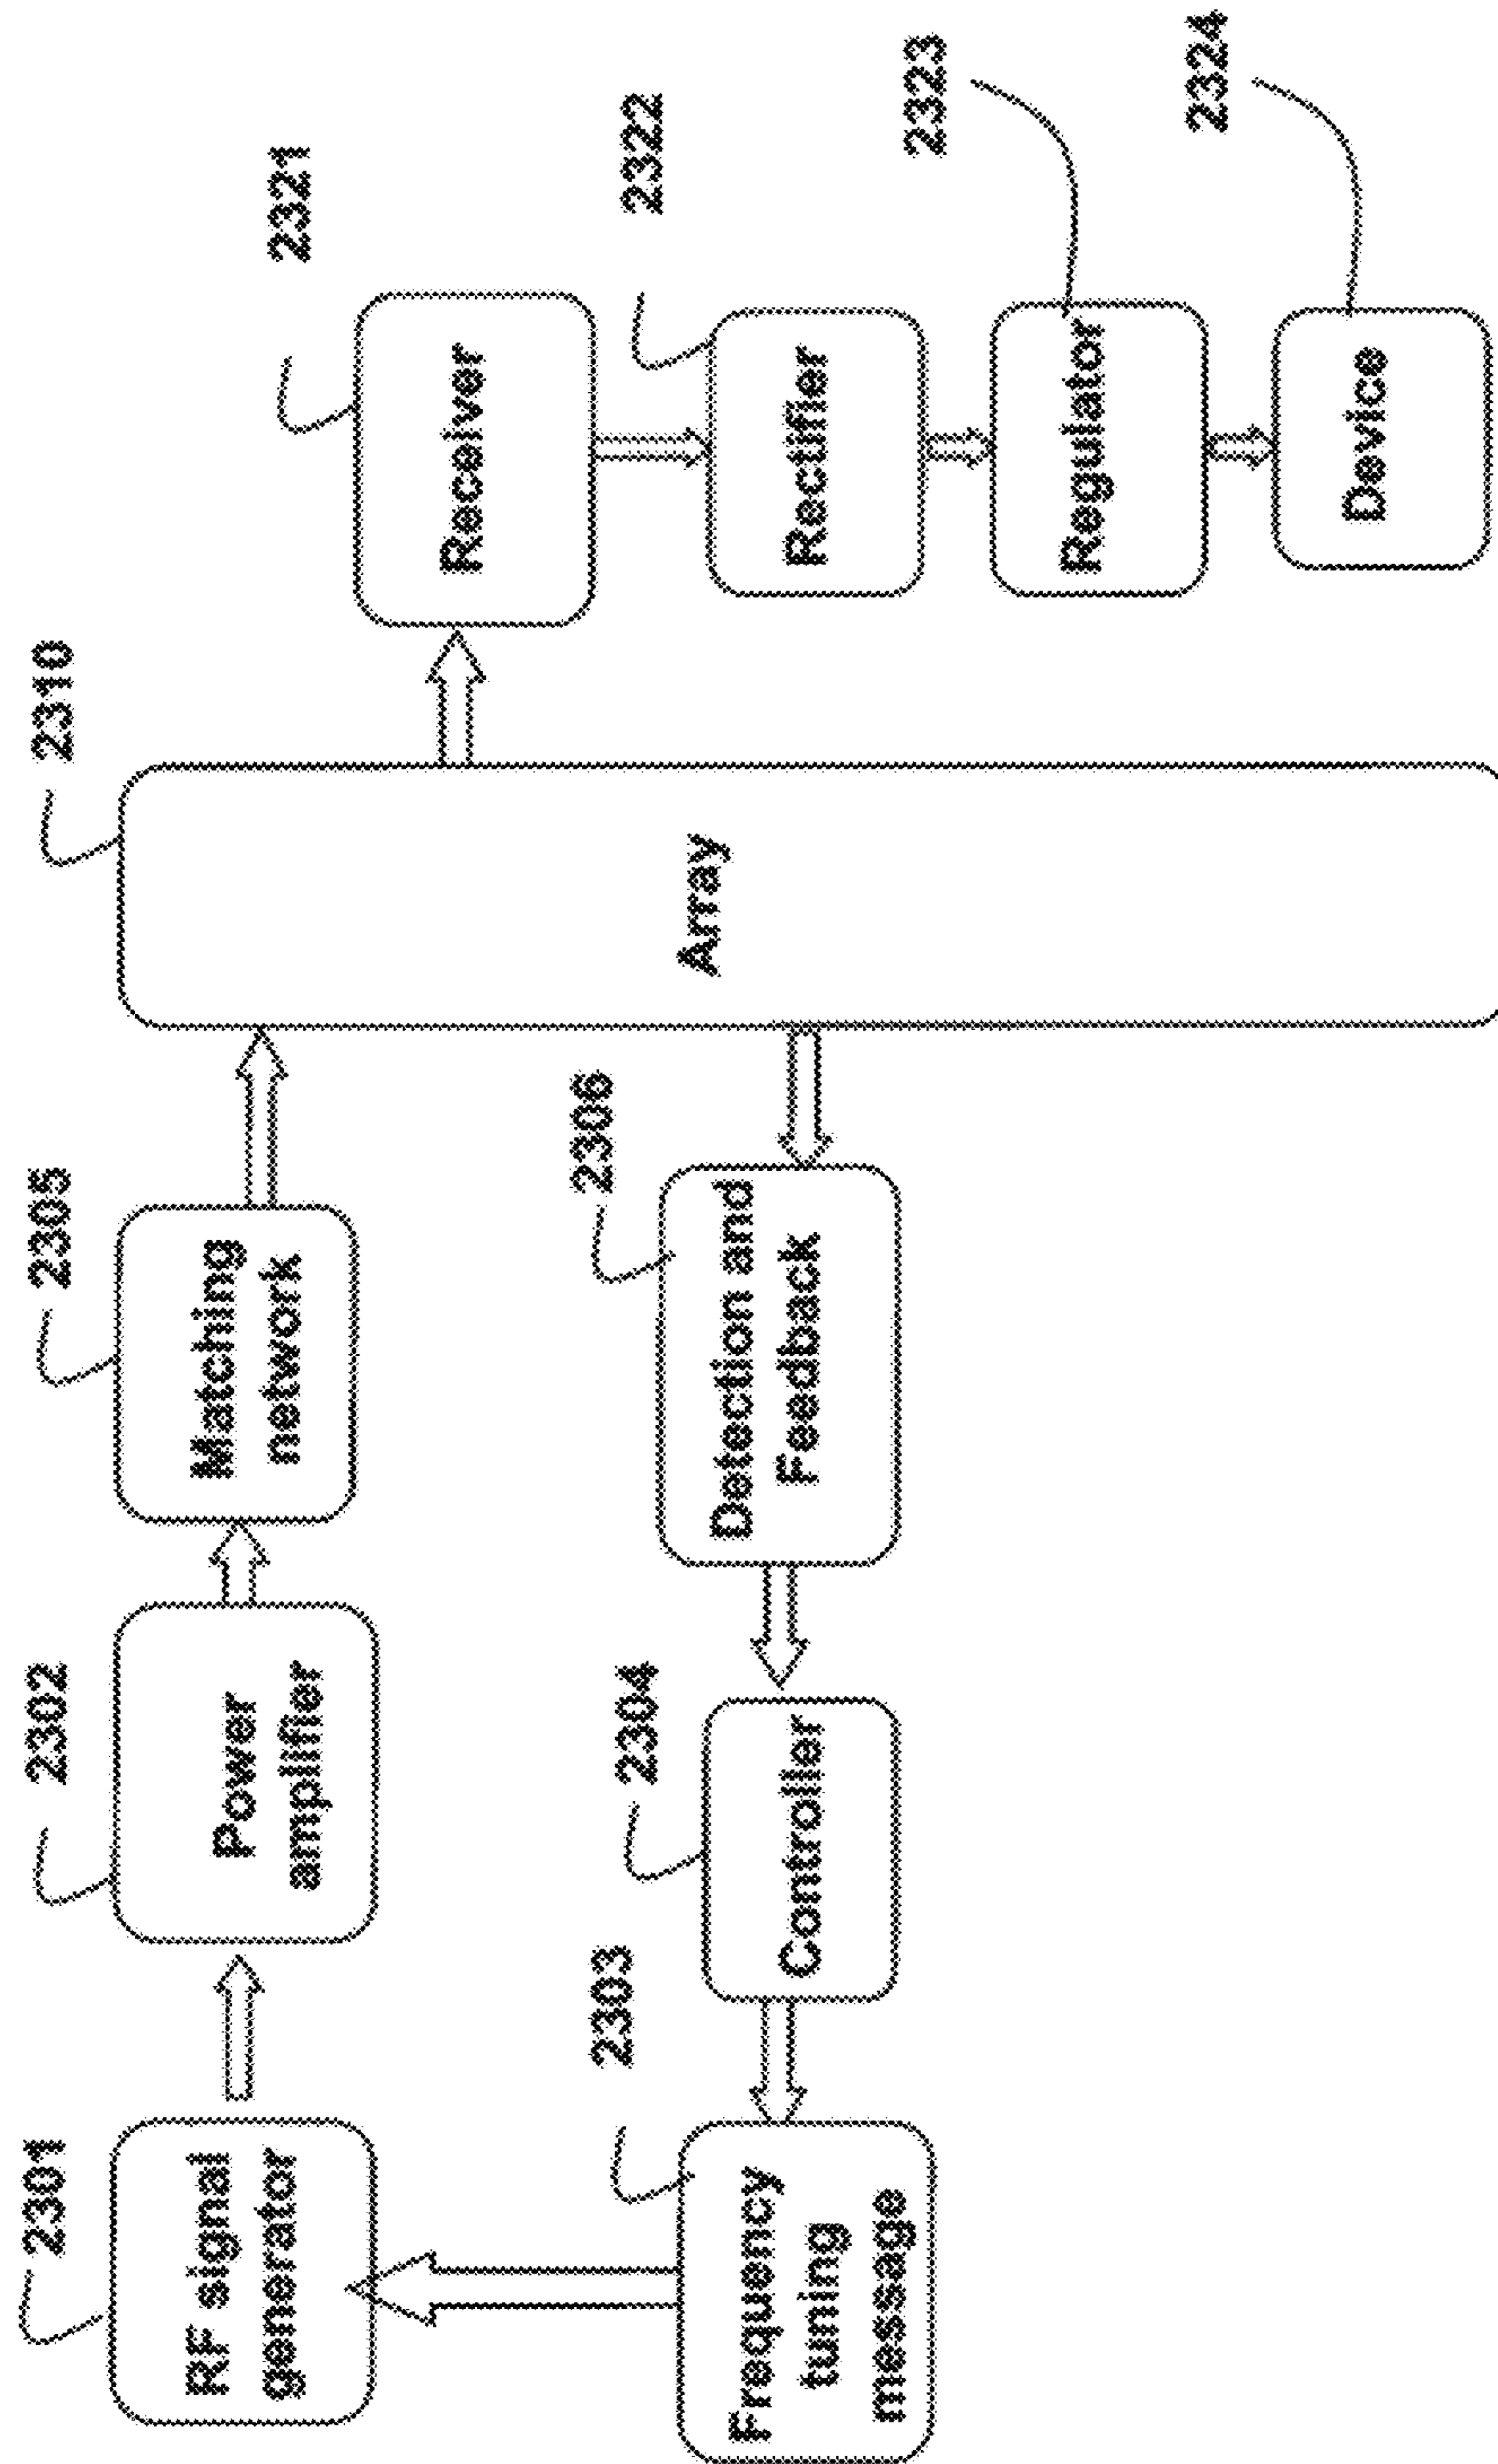 2301
RF signal
generator
2302
Power
amplifier
2305
Matching
network
2310
Array
2321
Receiver
2322
Rectifier
2323
Regulator
2324
Device
2306
Detection and
Feedback
2304
Controller
2303
Frequency
tuning
message